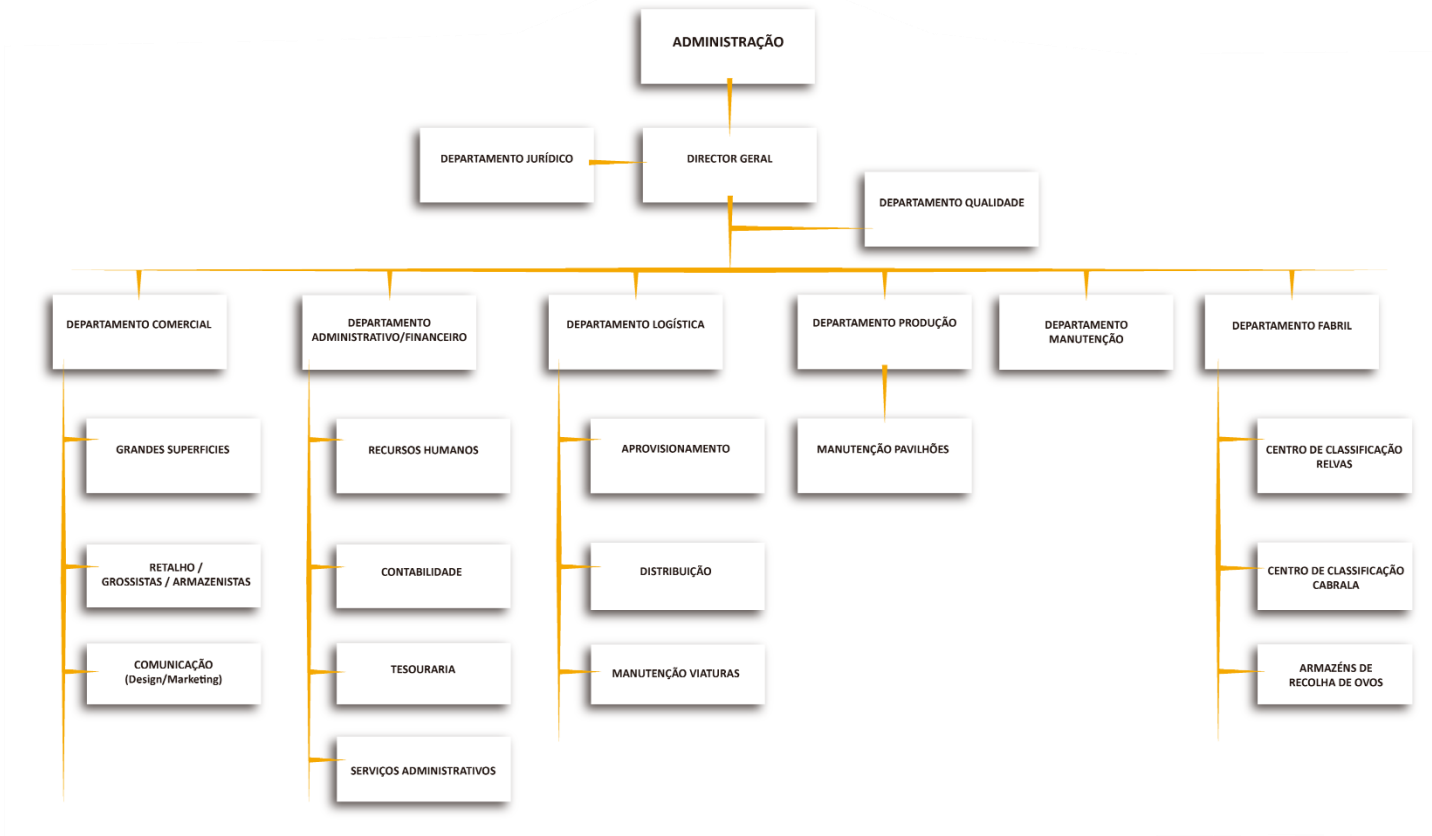 ADMINISTRAÇÃO
DEPARTAMENTO JURÍDICO
DIRECTOR GERAL
DEPARTAMENTO QUALIDADE
DEPARTAMENTO COMERCIAL
DEPARTAMENTO
ADMINISTRATIVO/FINANCEIRO
DEPARTAMENTO LOGÍSTICA
DEPARTAMENTO PRODUÇÃO
DEPARTAMENTO
MANUTENÇÃO
DEPARTAMENTO FABRIL
GRANDES SUPERFICIES
RECURSOS HUMANOS
APROVISIONAMENTO
MANUTENÇÃO PAVILHÕES
CENTRO DE CLASSIFICAÇÃO
RELVAS
RETALHO /
GROSSISTAS / ARMAZENISTAS
CONTABILIDADE
DISTRIBUIÇÃO
CENTRO DE CLASSIFICAÇÃO
CABRALA
COMUNICAÇÃO
(Design/Marketing)
TESOURARIA
MANUTENÇÃO VIATURAS
ARMAZÉNS DE
RECOLHA DE OVOS
SERVIÇOS ADMINISTRATIVOS